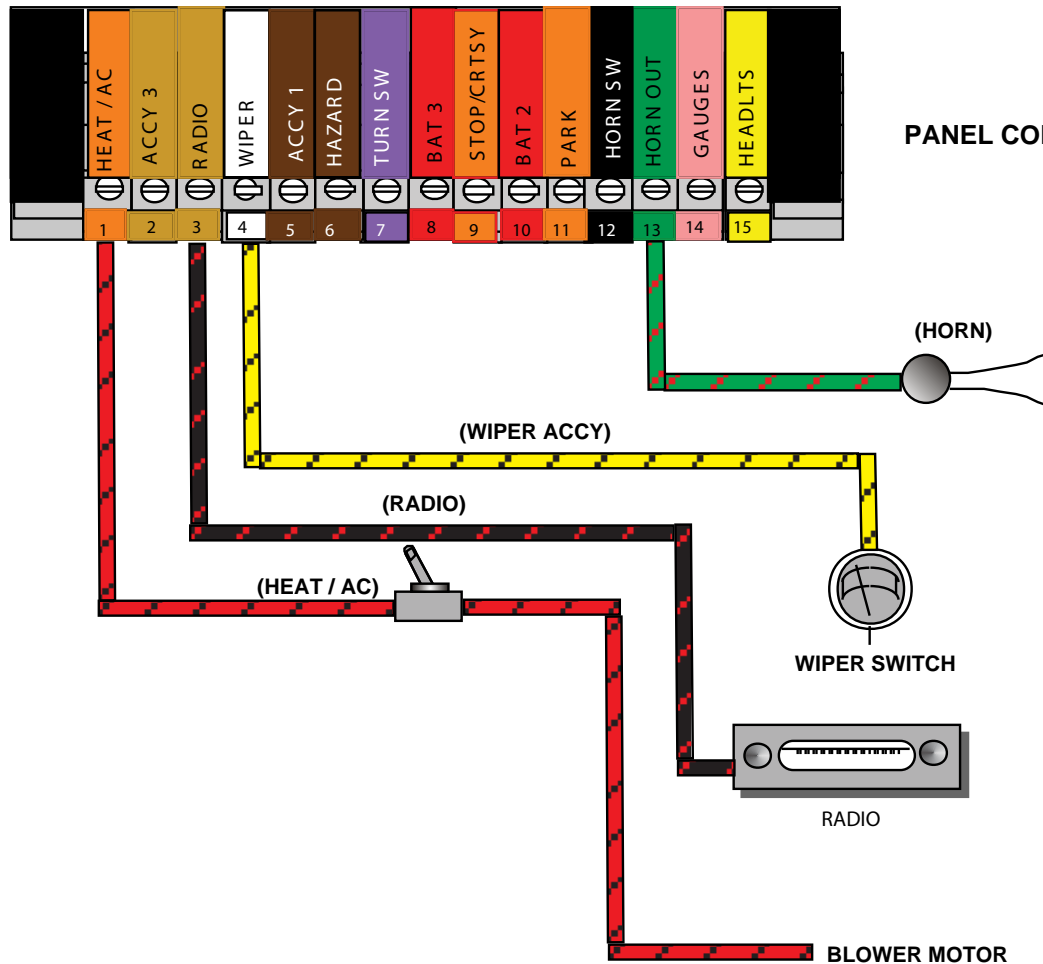 HEAT / AC
ACCY 3
RADIO
WIPER
ACCY 1
HAZARD
TURN SW
BAT 3
STOP/CRTSY
BAT 2
PARK
HORN SW
HORN OUT
GAUGES
HEADLTS
1 2 3 4 5 6 7 8 9 10 11 12 13 14 15
PANEL CO
(HORN)
(WIPER ACCY)
(RADIO)
(HEAT / AC)
WIPER SWITCH
RADIO
BLOWER MOTOR